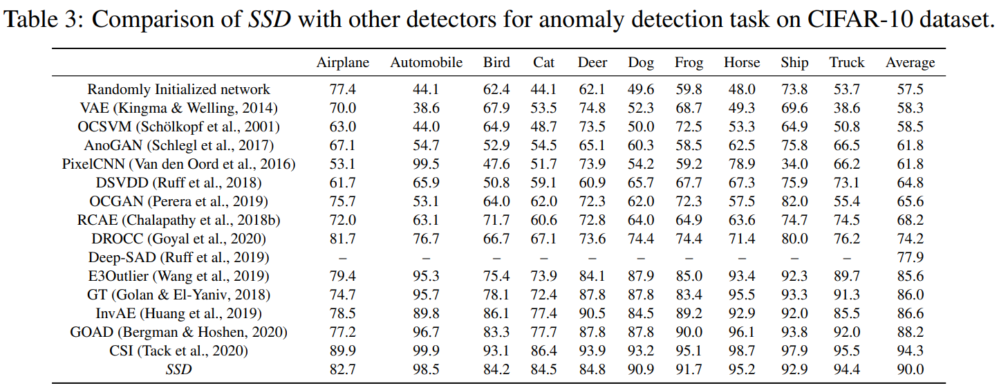 Table 3: Comparison of SSD with other detectors for anomaly detection task on CIFAR-10 dataset.
Airplane Automobile Bird Cat Deer Dog Frog Horse Ship Truck Average
Randomly Initialized network 77.4 44.1 62.4 44.1 62.1 49.6 59.8 48.0 73.8 53.7 57.5
VAE (Kingma & Welling, 2014) 70.0 38.6 67.9 53.5 74.8 52.3 68.7 49.3 69.6 38.6 58.3
OCSVM (Schölkopf et al., 2001) 63.0 44.0 64.9 48.7 73.5 50.0 72.5 53.3 64.9 50.8 58.5
AnoGAN (Schlegl et al., 2017) 67.1 54.7 52.9 54.5 65.1 60.3 58.5 62.5 75.8 66.5 61.8
PixelCNN (Van den Oord et al., 2016) 53.1 99.5 47.6 51.7 73.9 54.2 59.2 78.9 34.0 66.2 61.8
DSVDD (Ruff et al., 2018) 61.7 65.9 50.8 59.1 60.9 65.7 67.7 67.3 75.9 73.1 64.8
OCGAN (Perera et al., 2019) 75.7 53.1 64.0 62.0 72.3 62.0 72.3 57.5 82.0 55.4 65.6
RCAE (Chalapathy et al., 2018b) 72.0 63.1 71.7 60.6 72.8 64.0 64.9 63.6 74.7 74.5 68.2
DROCC (Goyal et al., 2020) 81.7 76.7 66.7 67.1 73.6 74.4 74.4 71.4 80.0 76.2 74.2
Deep-SAD (Ruff et al., 2019) – – – – – – – – – – 77.9
E3Outlier (Wang et al., 2019) 79.4 95.3 75.4 73.9 84.1 87.9 85.0 93.4 92.3 89.7 85.6
GT (Golan & El-Yaniv, 2018) 74.7 95.7 78.1 72.4 87.8 87.8 83.4 95.5 93.3 91.3 86.0
InvAE (Huang et al., 2019) 78.5 89.8 86.1 77.4 90.5 84.5 89.2 92.9 92.0 85.5 86.6
GOAD (Bergman & Hoshen, 2020) 77.2 96.7 83.3 77.7 87.8 87.8 90.0 96.1 93.8 92.0 88.2
CSI (Tack et al., 2020) 89.9 99.9 93.1 86.4 93.9 93.2 95.1 98.7 97.9 95.5 94.3
SSD 82.7 98.5 84.2 84.5 84.8 90.9 91.7 95.2 92.9 94.4 90.0